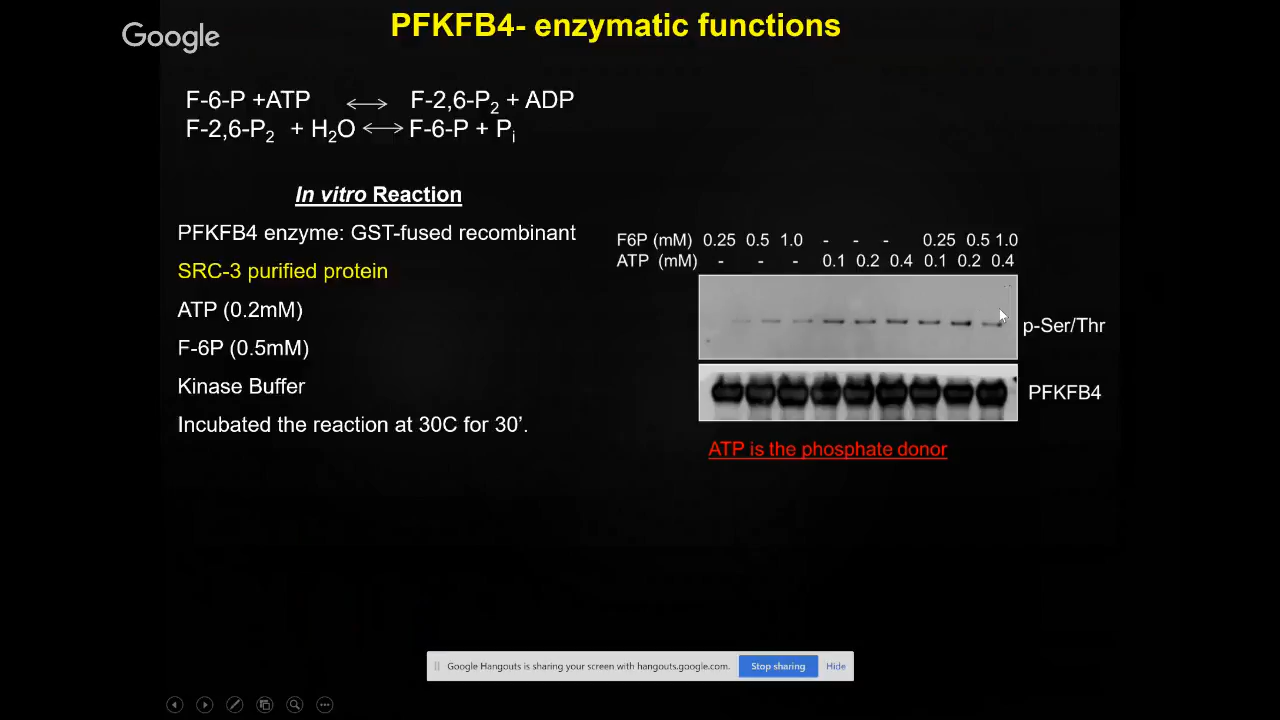 Google
PFKFB4- enzymatic functions
F-6-P +ATP ⟷ F-2,6-P2 + ADP
F-2,6-P2 + H2O ⟷ F-6-P + Pi
In vitro Reaction
PFKFB4 enzyme: GST-fused recombinant
SRC-3 purified protein
ATP (0.2mM)
F-6P (0.5mM)
Kinase Buffer
Incubated the reaction at 30C for 30’.
F6P (mM) 0.25 0.5 1.0 - - - 0.25 0.5 1.0
ATP (mM) - - - 0.1 0.2 0.4 0.1 0.2 0.4
p-Ser/Thr
PFKFB4
ATP is the phosphate donor
Google Hangouts is sharing your screen with hangouts.google.com. Stop sharing Hide